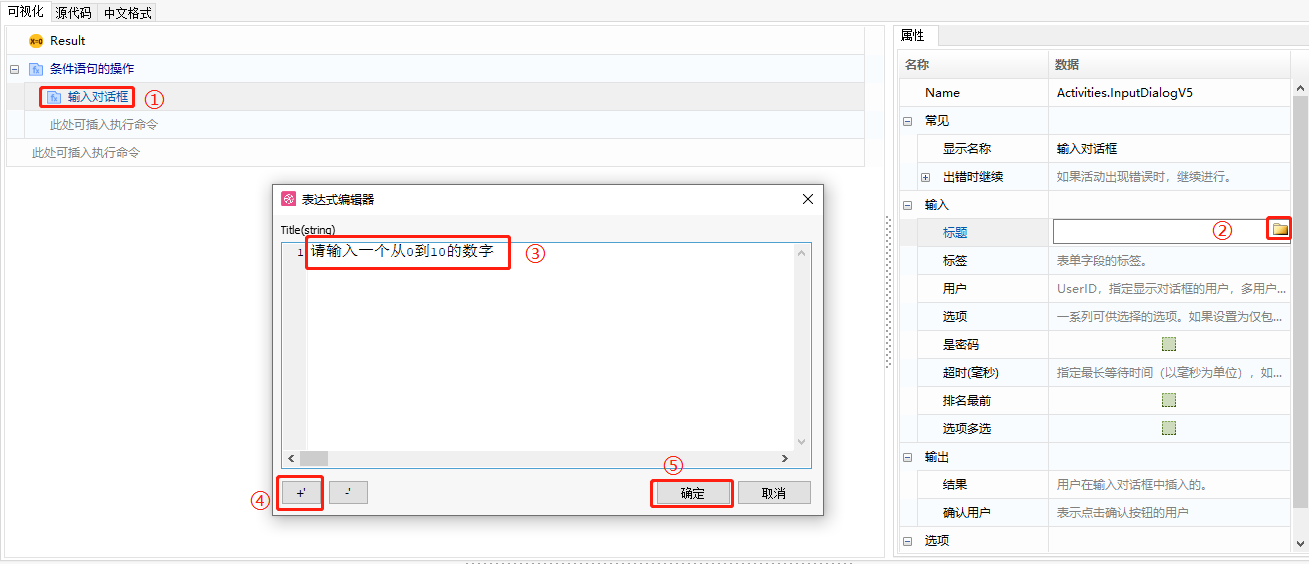 可视化 源代码 中文格式
Result
条件语句的操作
输入对话框 ①
此处可插入执行命令
此处可插入执行命令
表达式编辑器
Title(string)
1 请输入一个从0到10的数字 ③
④ +' -' ⑤ 确定 取消
属性
名称 数据
Name Activities.InputDialogV5
常见
显示名称 输入对话框
出错时继续 如果活动出现错误时，继续进行。
输入
标题 ②
标签 表单字段的标签。
用户 UserID，指定显示对话框的用户，多用户...
选项 一系列可供选择的选项。如果设置为仅包...
是密码
超时(毫秒) 指定最长等待时间（以毫秒为单位），如...
排名最前
选项多选
输出
结果 用户在输入对话框中插入的。
确认用户 表示点击确认按钮的用户
选项